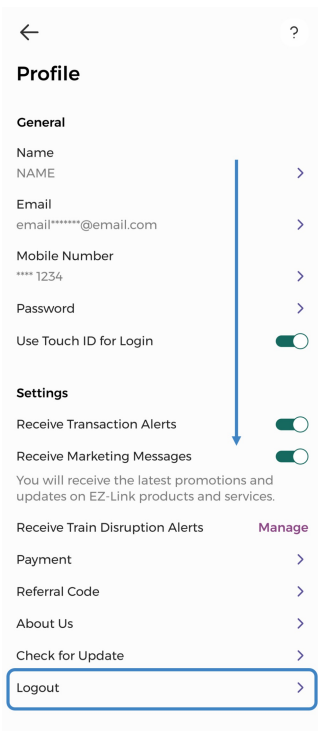 ?
Profile
General
Name
NAME
Email
email*******@email.com
Mobile Number
**** 1234
Password
Use Touch ID for Login
Settings
Receive Transaction Alerts
Receive Marketing Messages
You will receive the latest promotions and
updates on EZ-Link products and services.
Receive Train Disruption Alerts Manage
Payment
Referral Code
About Us
Check for Update
Logout